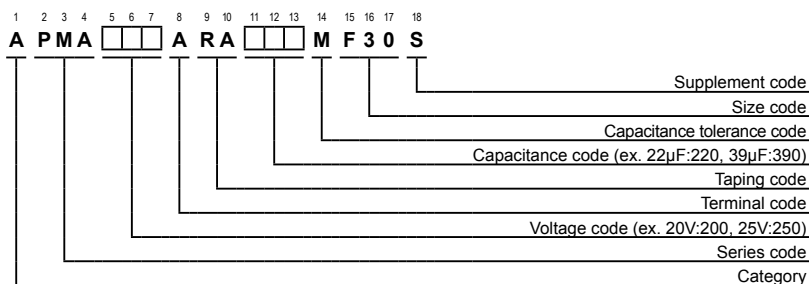 1 2 3 4 5 6 7 8 9 10 11 12 13 14 15 16 17 18
A P M A □□□ A R A □□□ M F 3 0 S
Supplement code
Size code
Capacitance tolerance code
Capacitance code (ex. 22µF:220, 39µF:390)
Taping code
Terminal code
Voltage code (ex. 20V:200, 25V:250)
Series code
Category